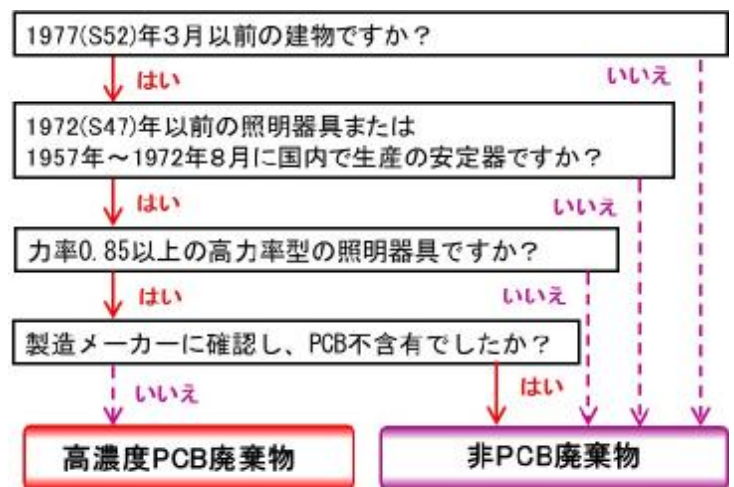 1977(S52)年３月以前の建物ですか？
はい
いいえ
1972(S47)年以前の照明器具または
1957年～1972年８月に国内で生産の安定器ですか？
はい
いいえ
力率0.85以上の高力率型の照明器具ですか？
はい
いいえ
製造メーカーに確認し、PCB不含有でしたか？
いいえ
はい
高濃度PCB廃棄物
非PCB廃棄物